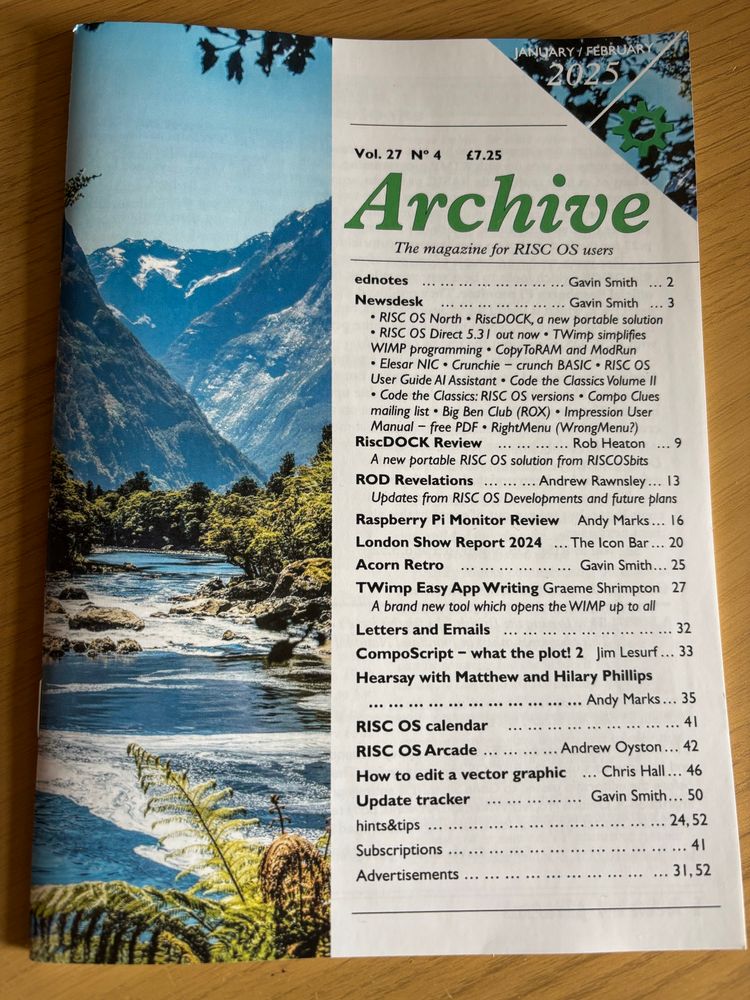 JANUARY / FEBRUARY
2025
Vol. 27 Nº 4 £7.25
Archive
The magazine for RISC OS users
ednotes ... ... ... ... ... ... ... ... Gavin Smith ... 2
Newsdesk ... ... ... ... ... ... ... Gavin Smith ... 3
• RISC OS North • RiscDOCK, a new portable solution
• RISC OS Direct 5.31 out now • TWimp simplifies
WIMP programming • CopyToRAM and ModRun
• Elesar NIC • Crunchie – crunch BASIC • RISC OS
User Guide AI Assistant • Code the Classics Volume II
• Code the Classics: RISC OS versions • Compo Clues
mailing list • Big Ben Club (ROX) • Impression User
Manual – free PDF • RightMenu (WrongMenu?)
RiscDOCK Review ... ... ... ... Rob Heaton ... 9
A new portable RISC OS solution from RISCOSbits
ROD Revelations ... ... ... Andrew Rawnsley ... 13
Updates from RISC OS Developments and future plans
Raspberry Pi Monitor Review Andy Marks ... 16
London Show Report 2024 ... The Icon Bar ... 20
Acorn Retro ... ... ... ... ... ... ... Gavin Smith ... 25
TWimp Easy App Writing Graeme Shrimpton 27
A brand new tool which opens the WIMP up to all
Letters and Emails ... ... ... ... ... ... ... ... ... 32
CompoScript – what the plot! 2 Jim Lesurf ... 33
Hearsay with Matthew and Hilary Phillips
... ... ... ... ... ... ... ... ... ... ... Andy Marks ... 35
RISC OS calendar ... ... ... ... ... ... ... ... ... 41
RISC OS Arcade ... ... ... ... Andrew Oyston ... 42
How to edit a vector graphic ... Chris Hall ... 46
Update tracker ... ... ... ... ... Gavin Smith ... 50
hints&tips ... ... ... ... ... ... ... ... ... ... ... ... 24, 52
Subscriptions ... ... ... ... ... ... ... ... ... ... ... ... 41
Advertisements ... ... ... ... ... ... ... ... ... ... 31, 52